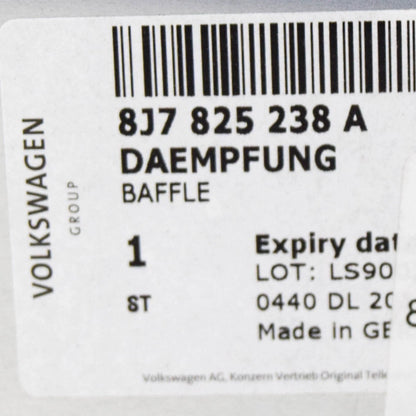 8J7 825 238 A
DAEMPFUNG
BAFFLE
VOLKSWAGEN
GROUP
1
ST
Expiry dat
LOT: LS90
0440 DL 20
Made in GE
8
Volkswagen AG, Konzern Vertrieb Original Teile